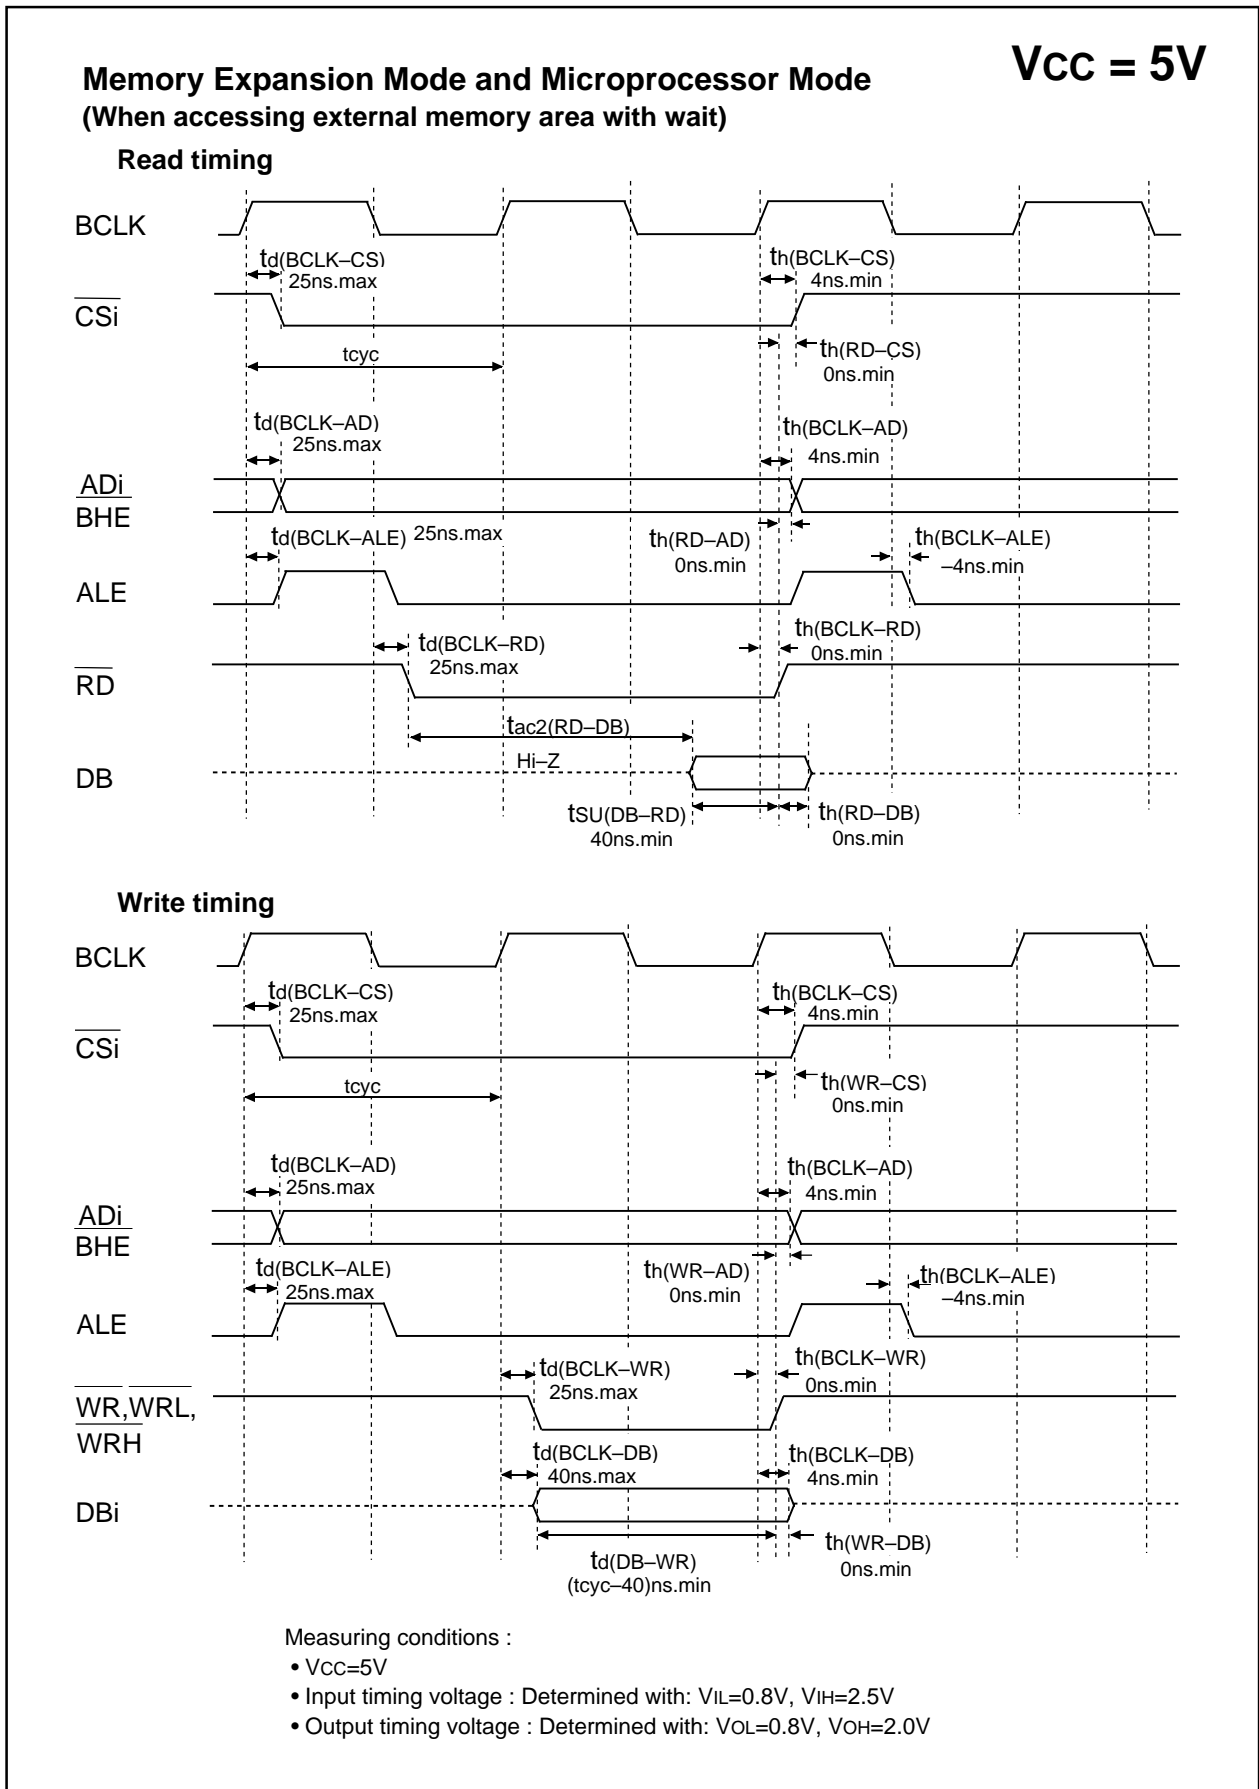 VCC = 5V
Memory Expansion Mode and Microprocessor Mode
(When accessing external memory area with wait)
Read timing
BCLK
td(BCLK–CS)
25ns.max
th(BCLK–CS)
4ns.min
CSi
tcyc
th(RD–CS)
0ns.min
td(BCLK–AD)
25ns.max
th(BCLK–AD)
4ns.min
ADi
BHE
td(BCLK–ALE) 25ns.max
th(RD–AD)
0ns.min
th(BCLK–ALE)
–4ns.min
ALE
td(BCLK–RD)
25ns.max
th(BCLK–RD)
0ns.min
RD
tac2(RD–DB)
Hi–Z
DB
tSU(DB–RD)
40ns.min
th(RD–DB)
0ns.min
Write timing
BCLK
td(BCLK–CS)
25ns.max
th(BCLK–CS)
4ns.min
CSi
tcyc
th(WR–CS)
0ns.min
td(BCLK–AD)
25ns.max
th(BCLK–AD)
4ns.min
ADi
BHE
td(BCLK–ALE)
25ns.max
th(WR–AD)
0ns.min
th(BCLK–ALE)
–4ns.min
ALE
td(BCLK–WR)
25ns.max
th(BCLK–WR)
0ns.min
WR,WRL,
WRH
td(BCLK–DB)
40ns.max
th(BCLK–DB)
4ns.min
DBi
td(DB–WR)
(tcyc–40)ns.min
th(WR–DB)
0ns.min
Measuring conditions :
• VCC=5V
• Input timing voltage : Determined with: VIL=0.8V, VIH=2.5V
• Output timing voltage : Determined with: VOL=0.8V, VOH=2.0V